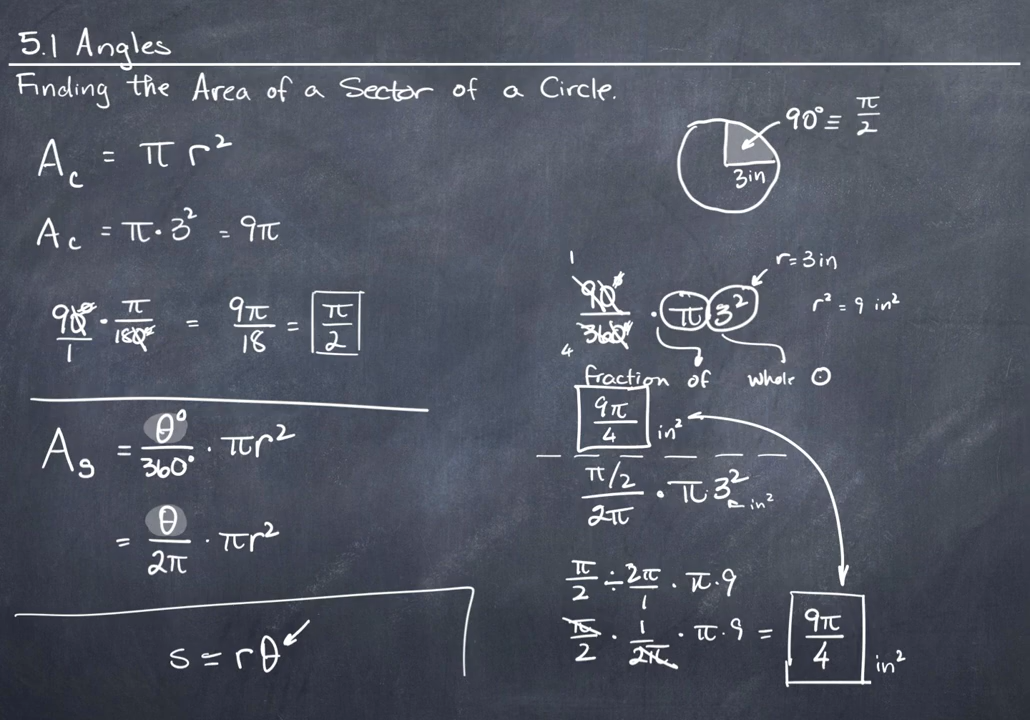 5.1 Angles
Finding the Area of a Sector of a Circle.
A_c = π r²
A_c = π · 3² = 9π
90°/1 · π/180° = 9π/18 = π/2
A_s = θ°/360° · πr²
= θ/2π · πr²
s = rθ
90° ≡ π/2
3in
r = 3in
r² = 9 in²
1
90°/360° · π 3²
4
fraction of whole O
9π/4 in²
π/2/2π · π 3² in²
π/2 ÷ 2π/1 · π · 9
π/2 · 1/2π · π · 9 = 9π/4 in²